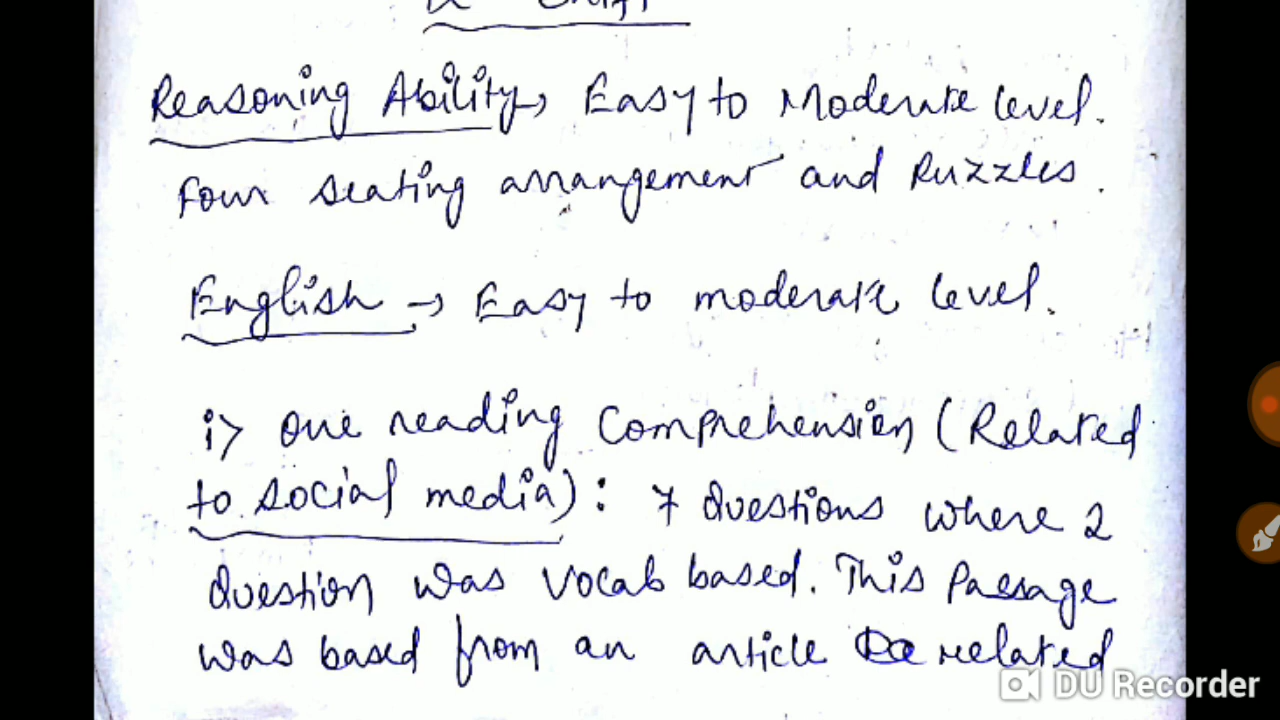 Shift
Reasoning Ability → Easy to Moderate level.
Four seating arrangement and Puzzles.
English → Easy to moderate level.
i) One reading Comprehension (Related
to social media): 7 Questions where 2
Question was Vocab based. This Passage
was based from an article related
DU Recorder